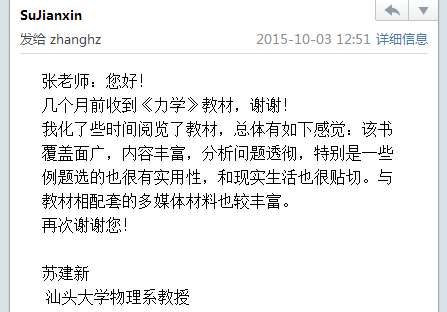 SuJianxin
发给 zhanghz 2015-10-03 12:51 详细信息
张老师：您好！
几个月前收到《力学》教材，谢谢！
我化了些时间阅览了教材，总体有如下感觉：该书
覆盖面广，内容丰富，分析问题透彻，特别是一些
例题选的也很有实用性，和现实生活也很贴切。与
教材相配套的多媒体材料也较丰富。
再次谢谢您！
苏建新
汕头大学物理系教授